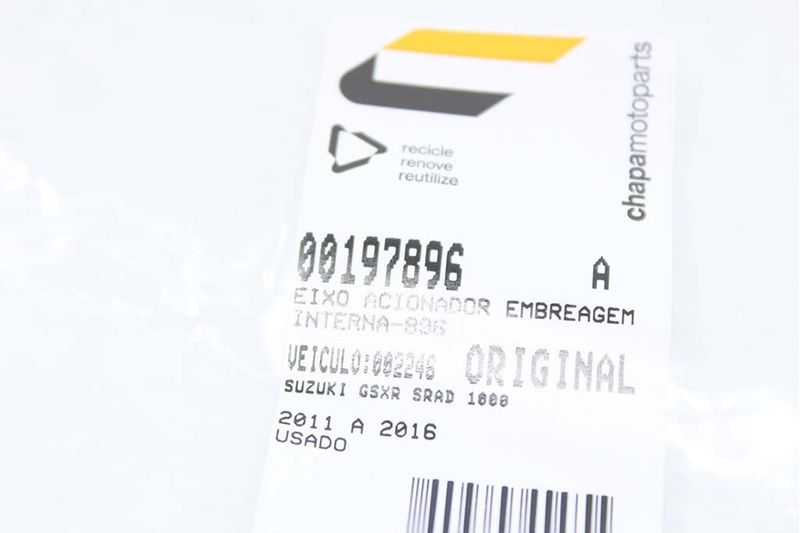 chapamotoparts
recicle
renove
reutilize
00197896 A
EIXO ACIONADOR EMBREAGEM
INTERNA-896
VEICULO:002246 ORIGINAL
SUZUKI GSXR SRAD 1000
2011 A 2016
USADO